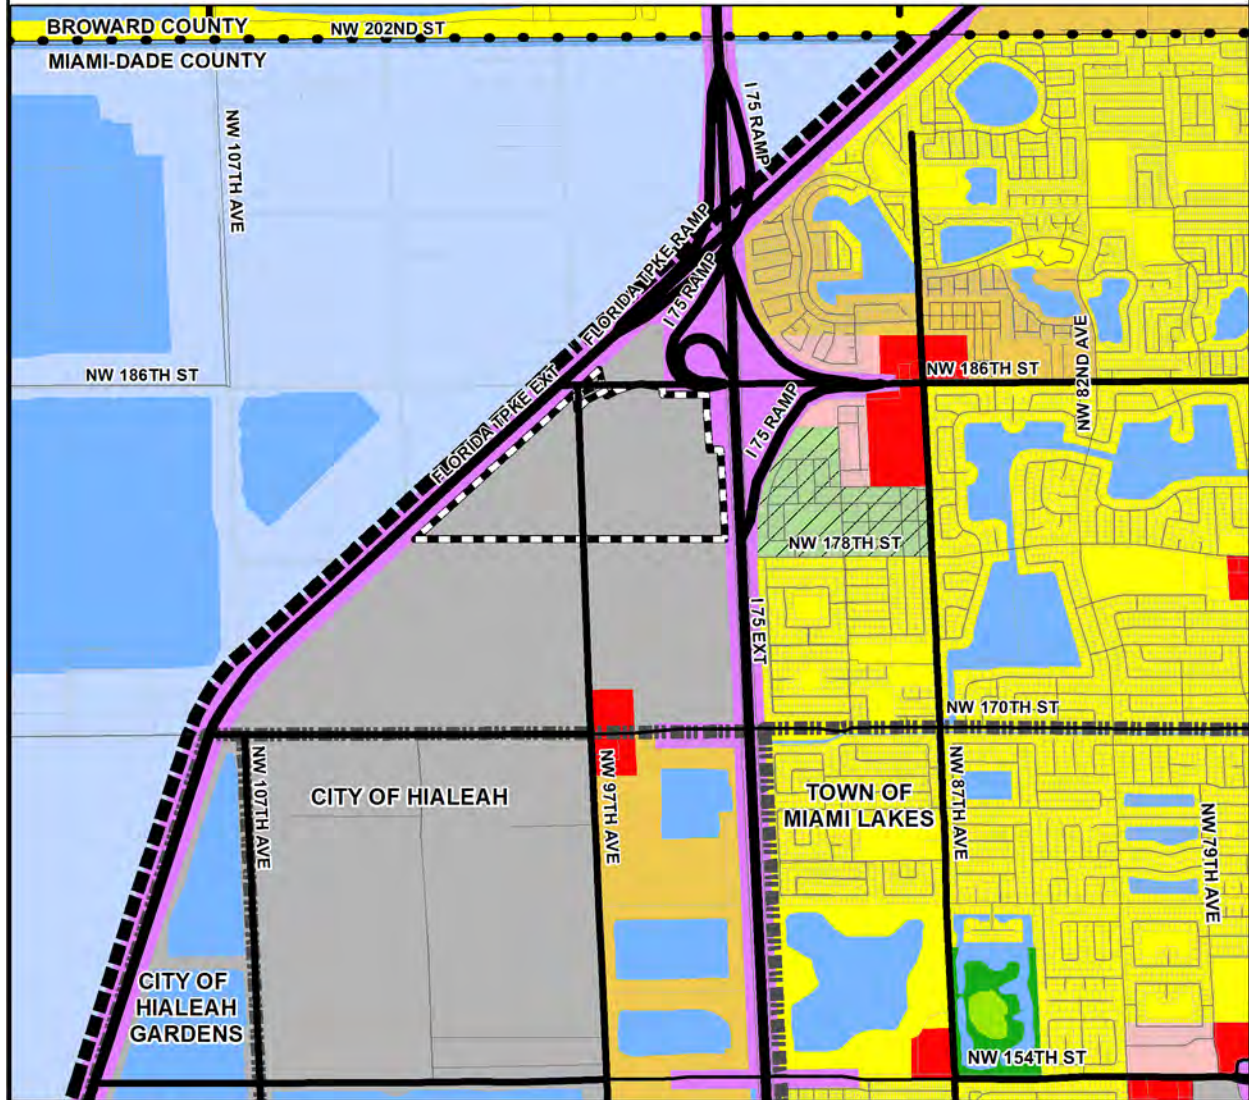 BROWARD COUNTY
NW 202ND ST
MIAMI-DADE COUNTY
NW 107TH AVE
I 75 RAMP
FLORIDA TPKE RAMP
I 75 RAMP
NW 186TH ST
FLORIDA TPKE EXT
NW 186TH ST
NW 82ND AVE
I 75 RAMP
NW 178TH ST
I 75 EXT
NW 170TH ST
NW 107TH AVE
CITY OF HIALEAH
NW 97TH AVE
TOWN OF
MIAMI LAKES
NW 87TH AVE
NW 79TH AVE
CITY OF
HIALEAH
GARDENS
NW 154TH ST